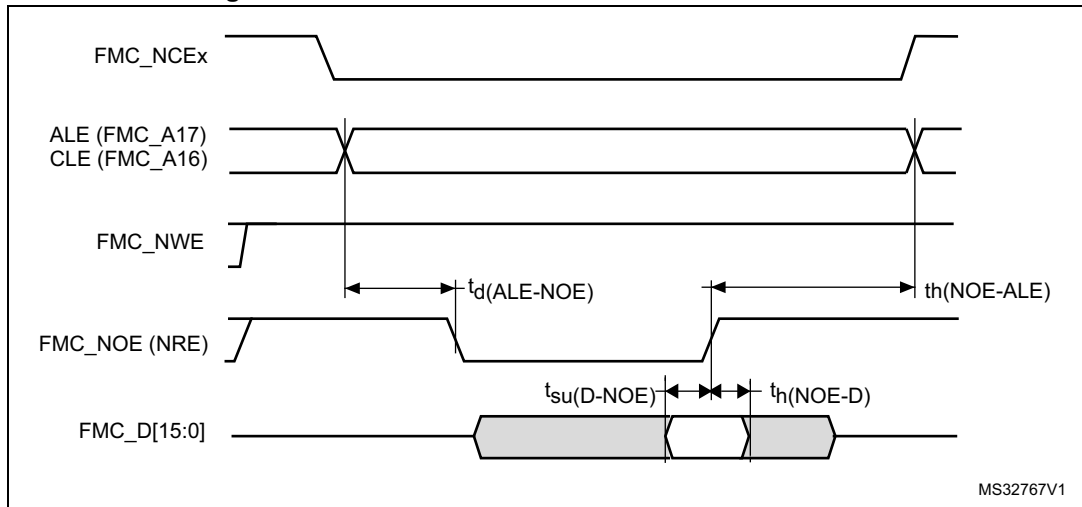 FMC_NCEx
ALE (FMC_A17)
CLE (FMC_A16)
FMC_NWE
td(ALE-NOE)
th(NOE-ALE)
FMC_NOE (NRE)
tsu(D-NOE)
th(NOE-D)
FMC_D[15:0]
MS32767V1